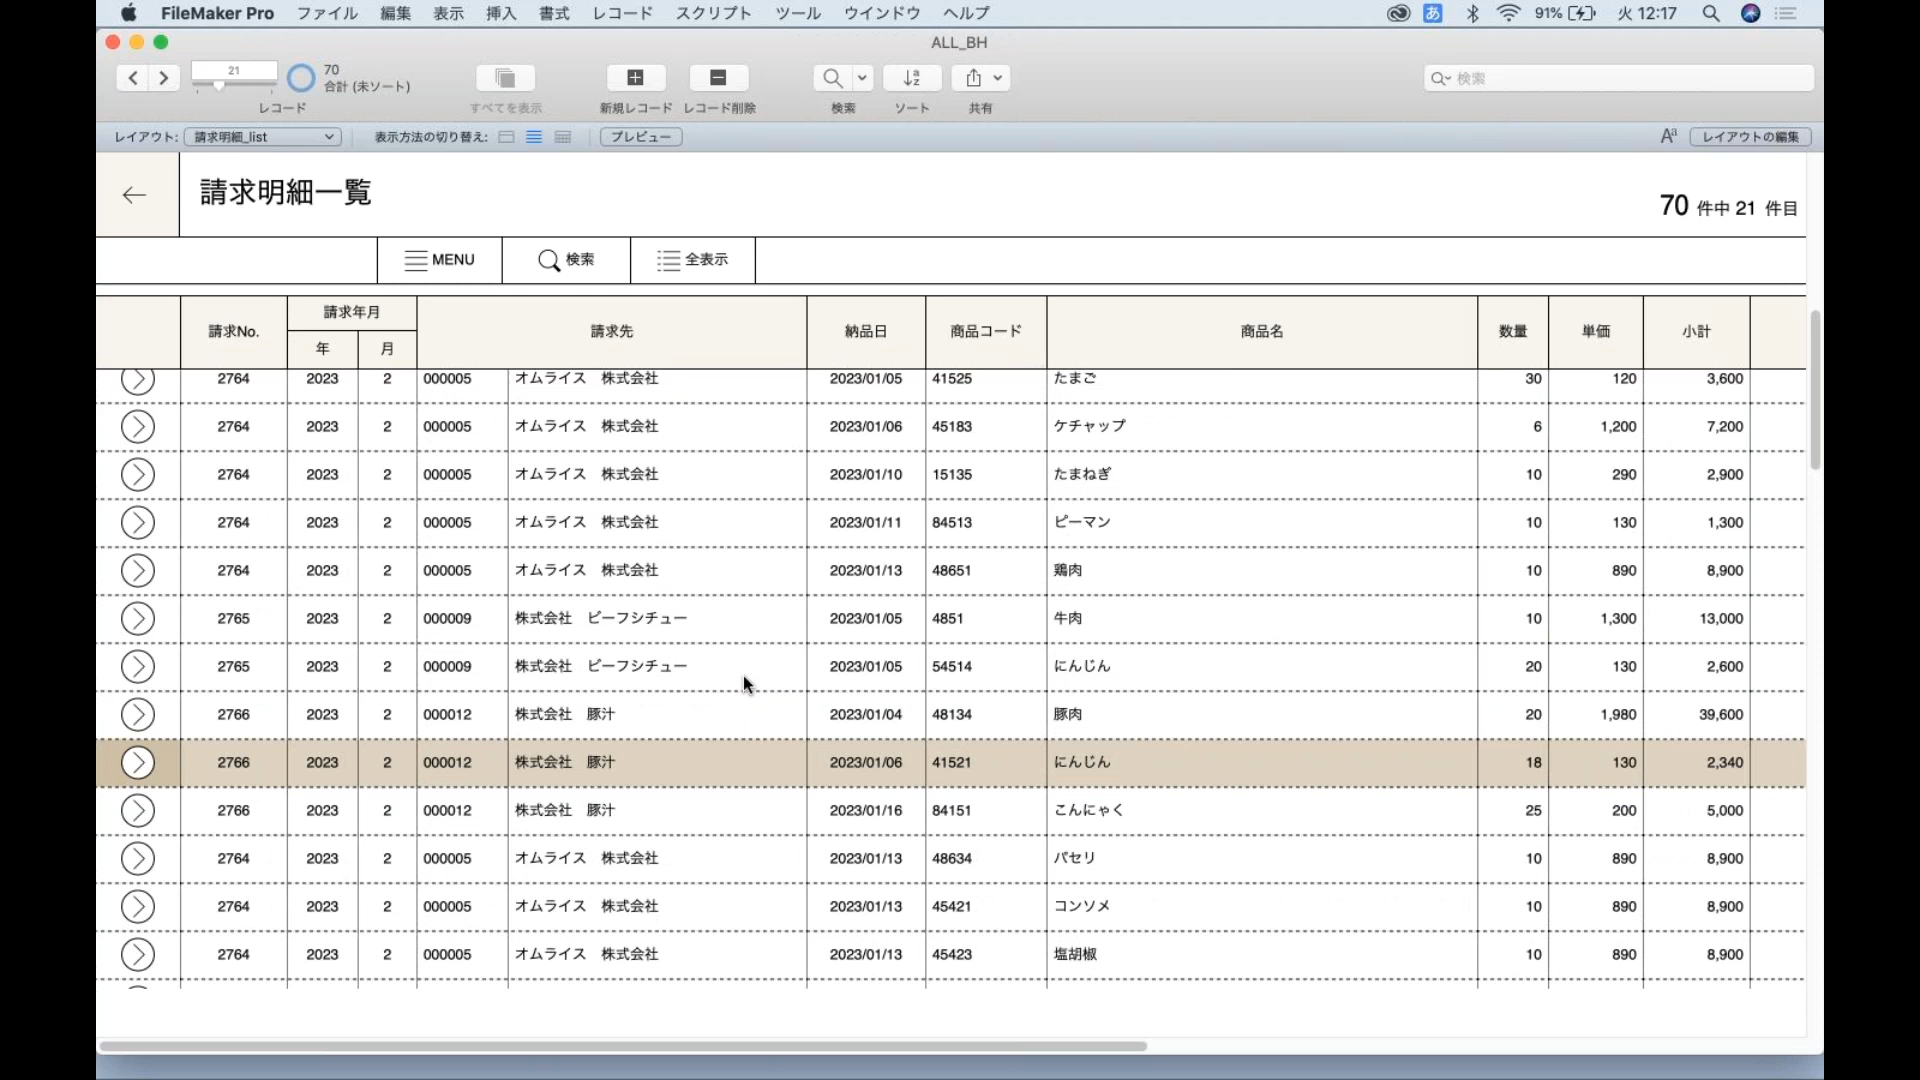 FileMaker Pro ファイル 編集 表示 挿入 書式 レコード スクリプト ツール ウインドウ ヘルプ あ 91% 火 12:17
ALL_BH
21 70
合計 (未ソート)
レコード すべてを表示 新規レコード レコード削除 検索 ソート 共有 検索
レイアウト: 請求明細_list 表示方法の切り替え: プレビュー Aa レイアウトの編集
請求明細一覧
70 件中 21 件目
MENU 検索 全表示
請求No. 請求年月 請求先 納品日 商品コード 商品名 数量 単価 小計
年 月
2764 2023 2 000005 オムライス 株式会社 2023/01/05 41525 たまご 30 120 3,600
2764 2023 2 000005 オムライス 株式会社 2023/01/06 45183 ケチャップ 6 1,200 7,200
2764 2023 2 000005 オムライス 株式会社 2023/01/10 15135 たまねぎ 10 290 2,900
2764 2023 2 000005 オムライス 株式会社 2023/01/11 84513 ピーマン 10 130 1,300
2764 2023 2 000005 オムライス 株式会社 2023/01/13 48651 鶏肉 10 890 8,900
2765 2023 2 000009 株式会社 ビーフシチュー 2023/01/05 4851 牛肉 10 1,300 13,000
2765 2023 2 000009 株式会社 ビーフシチュー 2023/01/05 54514 にんじん 20 130 2,600
2766 2023 2 000012 株式会社 豚汁 2023/01/04 48134 豚肉 20 1,980 39,600
2766 2023 2 000012 株式会社 豚汁 2023/01/06 41521 にんじん 18 130 2,340
2766 2023 2 000012 株式会社 豚汁 2023/01/16 84151 こんにゃく 25 200 5,000
2764 2023 2 000005 オムライス 株式会社 2023/01/13 48634 パセリ 10 890 8,900
2764 2023 2 000005 オムライス 株式会社 2023/01/13 45421 コンソメ 10 890 8,900
2764 2023 2 000005 オムライス 株式会社 2023/01/13 45423 塩胡椒 10 890 8,900